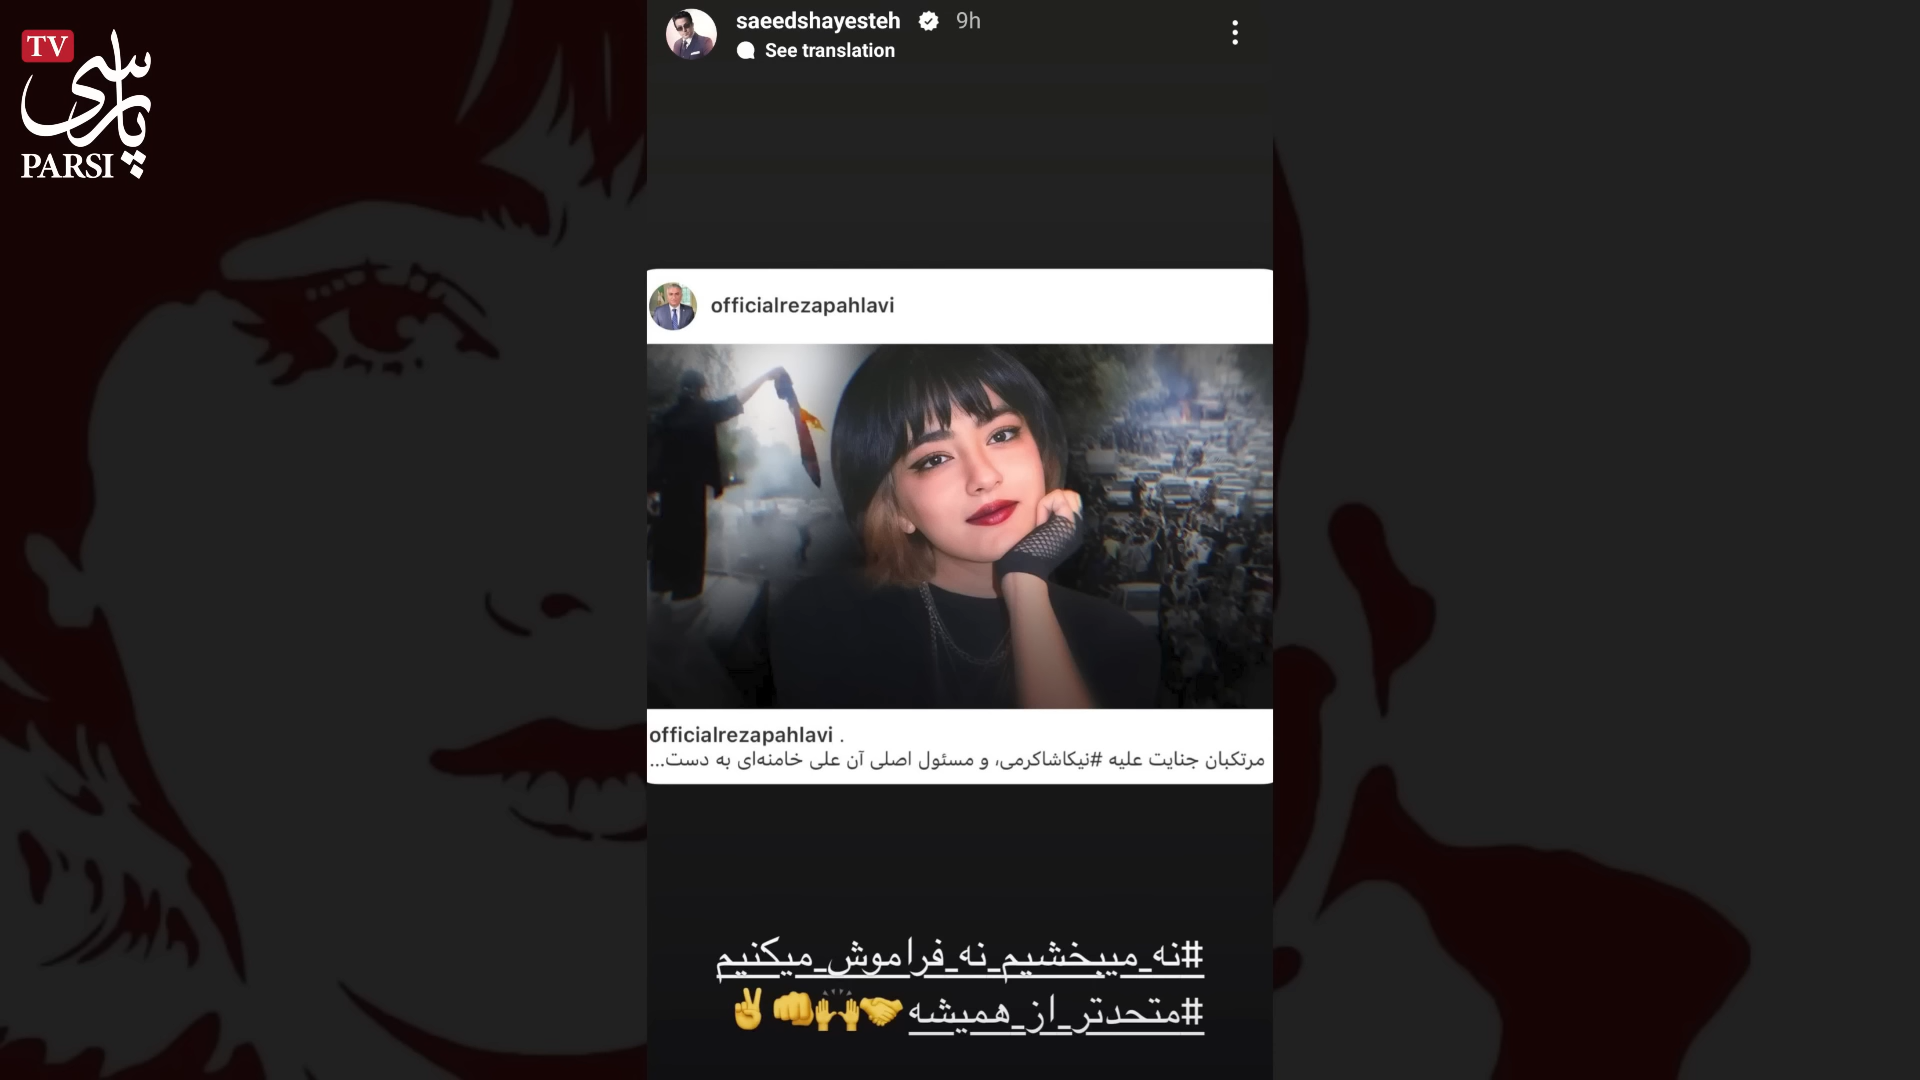 TV
پارسی
PARSI
saeedshayesteh 9h
See translation
officialrezapahlavi
officialrezapahlavi .
مرتکبان جنایت علیه #نیکاشاکرمی، و مسئول اصلی آن علی خامنه‌ای به دست...
#نه_میبخشیم_نه_فراموش_میکنیم
#متحدتر_از_همیشه🤝🙌👊✌